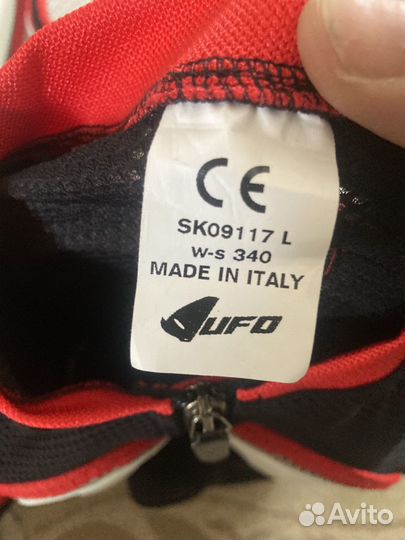 CE
SK09117 L
w-s 340
MADE IN ITALY
UFO
Avito